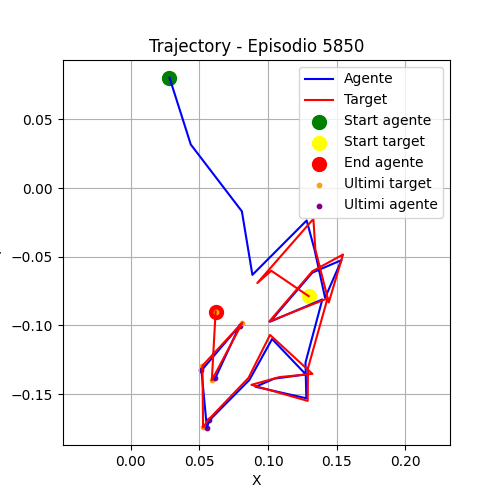 Trajectory - Episodio 5850
Agente
Target
Start agente
Start target
End agente
Ultimi target
Ultimi agente
0.05
0.00
−0.05
−0.10
−0.15
0.00
0.05
0.10
0.15
0.20
X